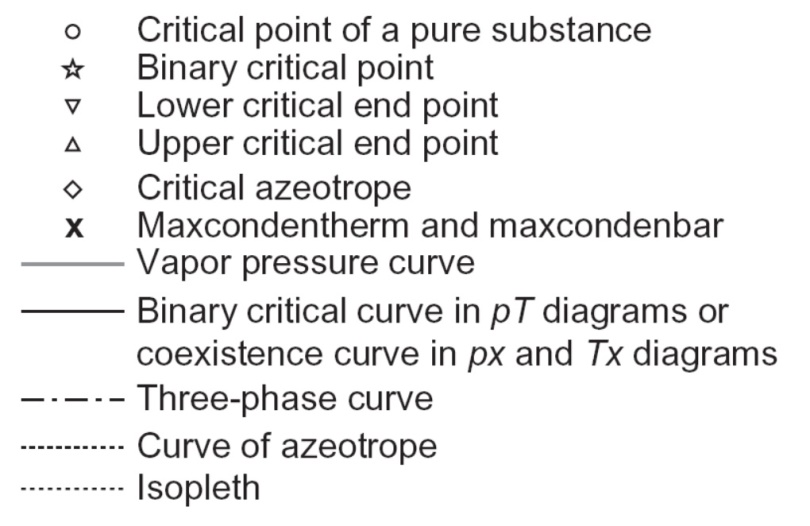 Critical point of a pure substance
Binary critical point
Lower critical end point
Upper critical end point
Critical azeotrope
x Maxcondentherm and maxcondenbar
Vapor pressure curve
Binary critical curve in pT diagrams or
coexistence curve in px and Tx diagrams
Three-phase curve
Curve of azeotrope
Isopleth